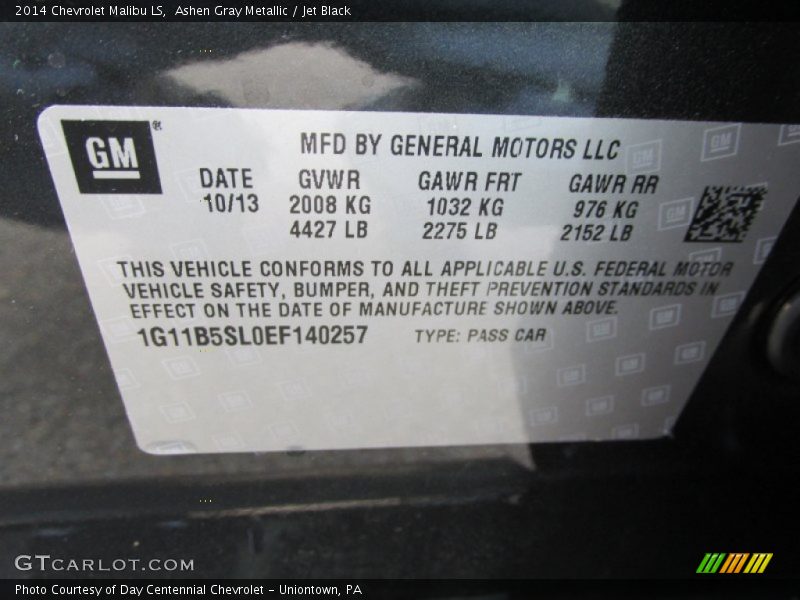 2014 Chevrolet Malibu LS, Ashen Gray Metallic / Jet Black
GM ®
MFD BY GENERAL MOTORS LLC
DATE GVWR GAWR FRT GAWR RR
10/13 2008 KG 1032 KG 976 KG
4427 LB 2275 LB 2152 LB
THIS VEHICLE CONFORMS TO ALL APPLICABLE U.S. FEDERAL MOTOR
VEHICLE SAFETY, BUMPER, AND THEFT PREVENTION STANDARDS IN
EFFECT ON THE DATE OF MANUFACTURE SHOWN ABOVE.
1G11B5SL0EF140257 TYPE: PASS CAR
GTCARLOT.COM
Photo Courtesy of Day Centennial Chevrolet - Uniontown, PA